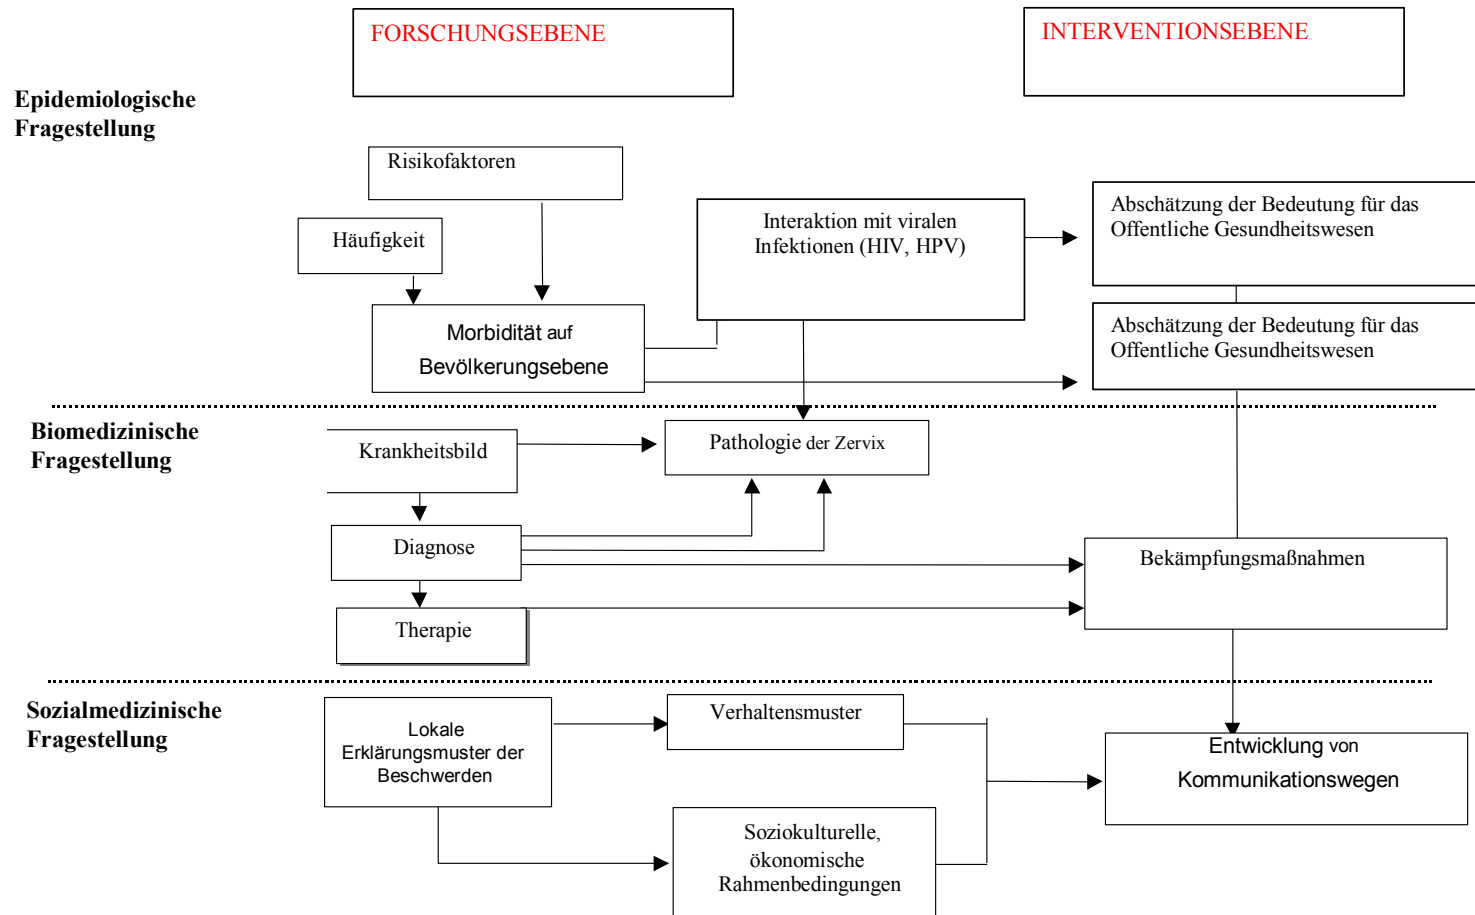 FORSCHUNGSEBENE
INTERVENTIONSEBENE
Epidemiologische
Fragestellung
Risikofaktoren
Häufigkeit
Interaktion mit viralen
Infektionen (HIV, HPV)
Abschätzung der Bedeutung für das
Offentliche Gesundheitswesen
Morbidität auf
Bevölkerungsebene
Abschätzung der Bedeutung für das
Offentliche Gesundheitswesen
Biomedizinische
Fragestellung
Krankheitsbild
Pathologie der Zervix
Diagnose
Bekämpfungsmaßnahmen
Therapie
Sozialmedizinische
Fragestellung
Lokale
Erklärungsmuster der
Beschwerden
Verhaltensmuster
Entwicklung von
Kommunikationswegen
Soziokulturelle,
ökonomische
Rahmenbedingungen